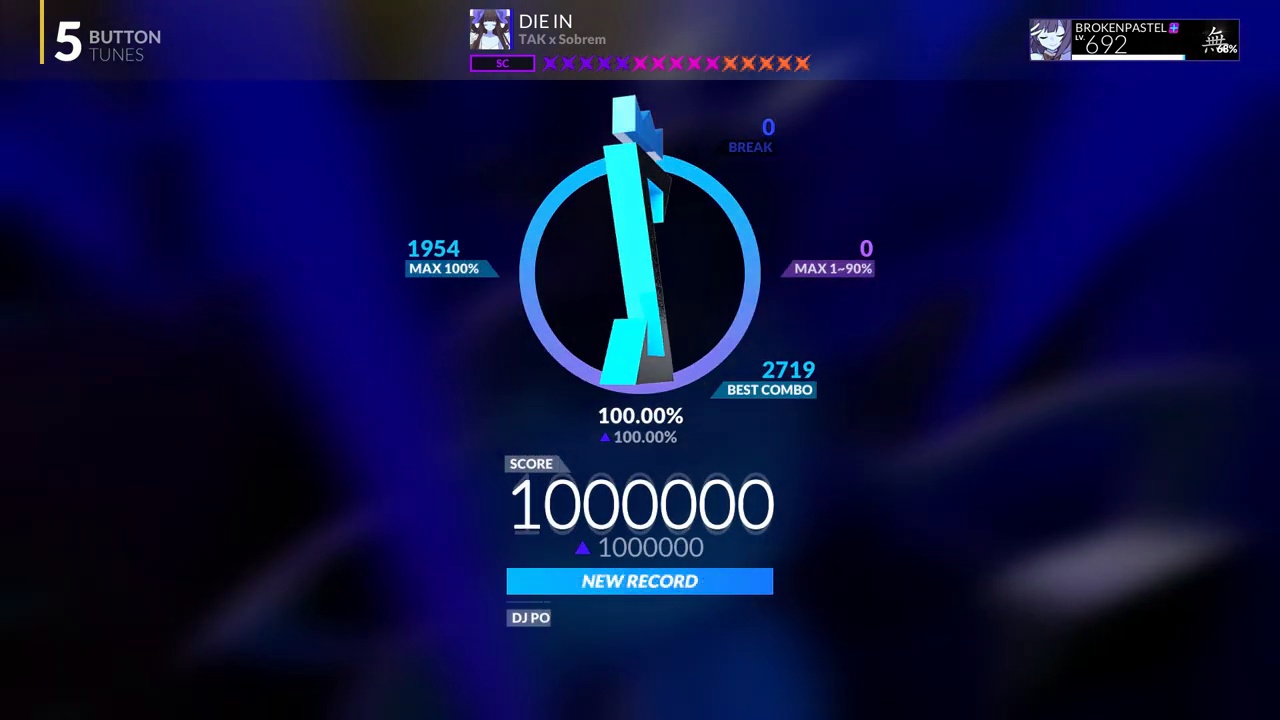 5 BUTTON
TUNES
DIE IN
TAK x Sobrem
SC
BROKENPASTEL
LV. 692
無
68%
0
BREAK
1954
MAX 100%
0
MAX 1~90%
2719
BEST COMBO
100.00%
▲ 100.00%
SCORE
1000000
▲ 1000000
NEW RECORD
DJ PO